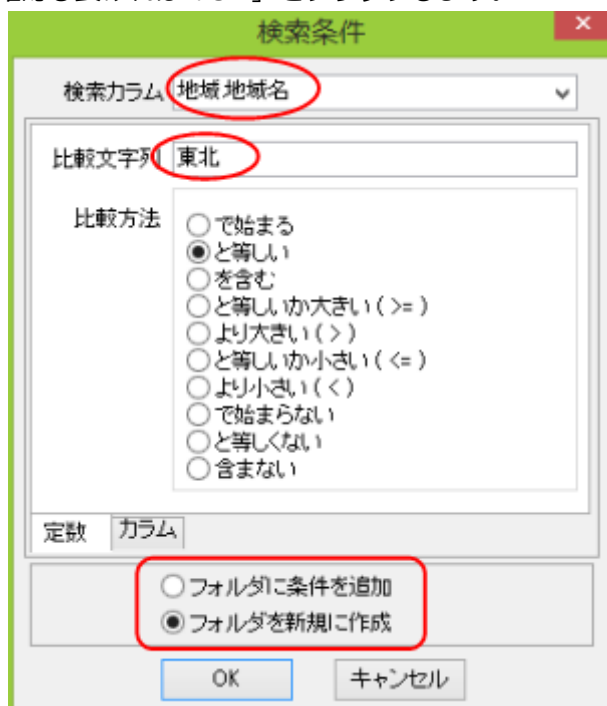 検索条件
検索カラム 地域.地域名
比較文字列 東北
比較方法
で始まる
と等しい
を含む
と等しいか大きい ( >= )
より大きい ( > )
と等しいか小さい ( <= )
より小さい ( < )
で始まらない
と等しくない
含まない
定数 カラム
フォルダに条件を追加
フォルダを新規に作成
OK キャンセル